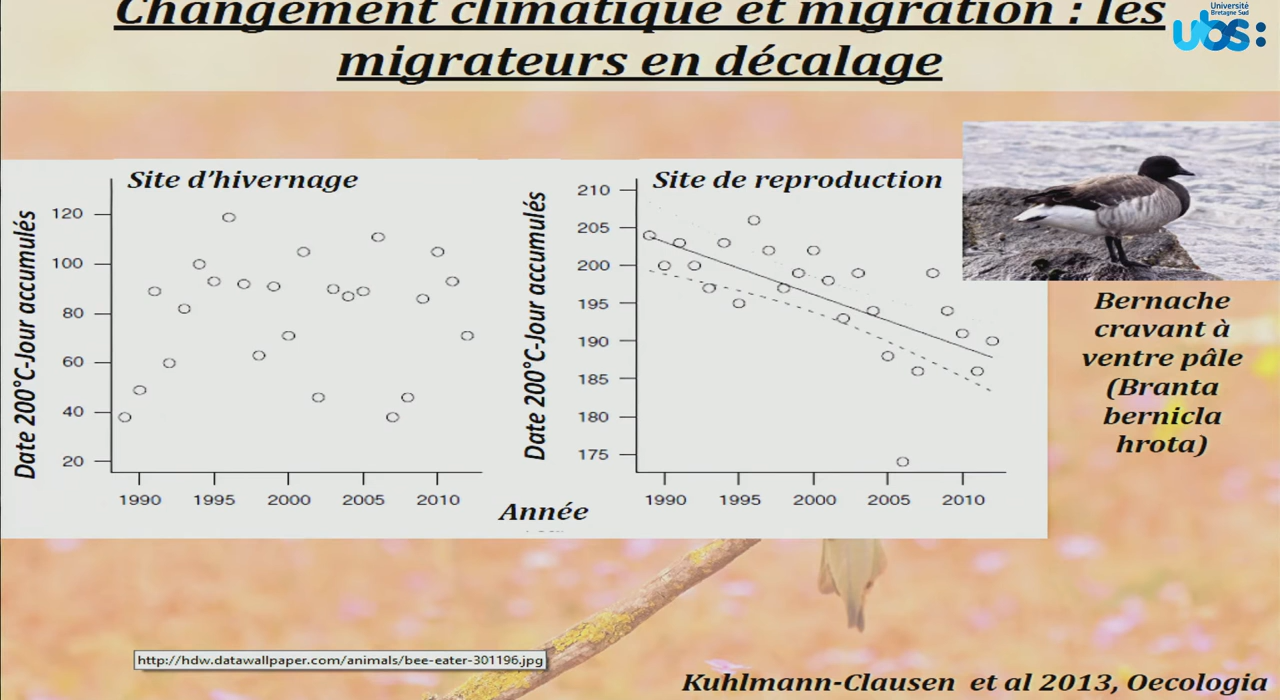 Changement climatique et migration : les
migrateurs en décalage
Université
Bretagne Sud
ubs:
Site d'hivernage
Date 200°C-Jour accumulés
120
100
80
60
40
20
1990 1995 2000 2005 2010
Site de reproduction
Date 200°C-Jour accumulés
210
205
200
195
190
185
180
175
1990 1995 2000 2005 2010
Année
Bernache
cravant à
ventre pâle
(Branta
bernicla
hrota)
http://hdw.datawallpaper.com/animals/bee-eater-301196.jpg
Kuhlmann-Clausen et al 2013, Oecologia